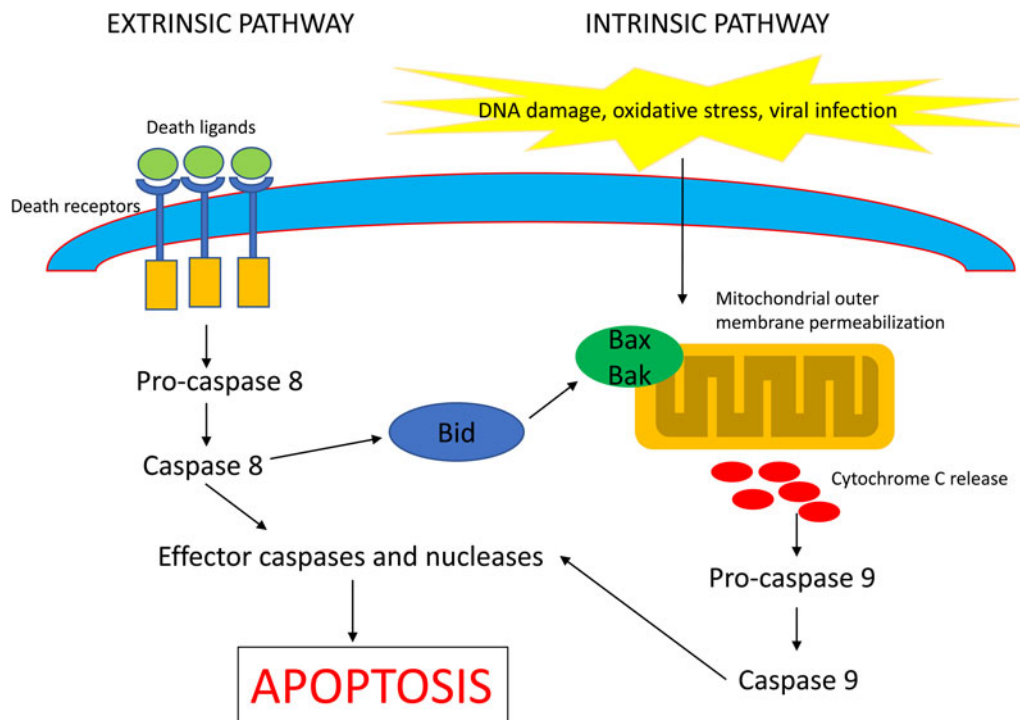 EXTRINSIC PATHWAY
INTRINSIC PATHWAY
DNA damage, oxidative stress, viral infection
Death ligands
Death receptors
Mitochondrial outer
membrane permeabilization
Bax
Bak
Pro-caspase 8
Bid
Caspase 8
Cytochrome C release
Effector caspases and nucleases
Pro-caspase 9
Caspase 9
APOPTOSIS